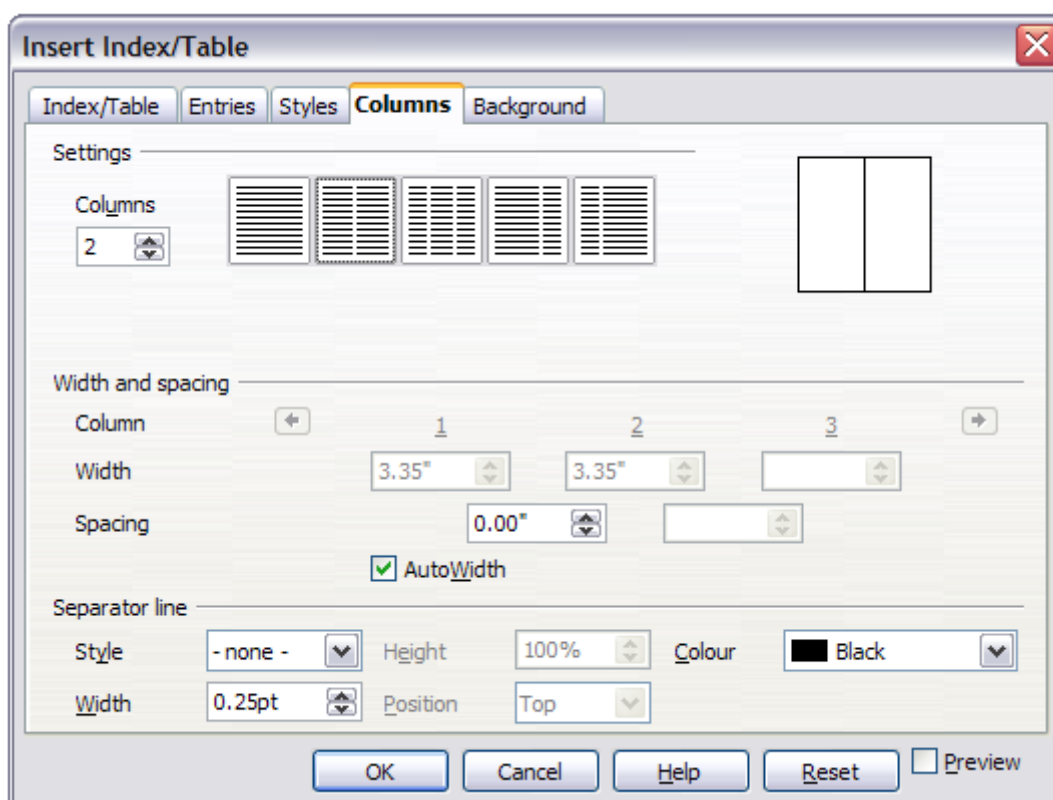 Insert Index/Table
Index/Table Entries Styles Columns Background
Settings
Columns
2
Width and spacing
Column 1 2 3
Width 3.35" 3.35"
Spacing 0.00"
AutoWidth
Separator line
Style - none - Height 100% Colour Black
Width 0.25pt Position Top
OK Cancel Help Reset Preview